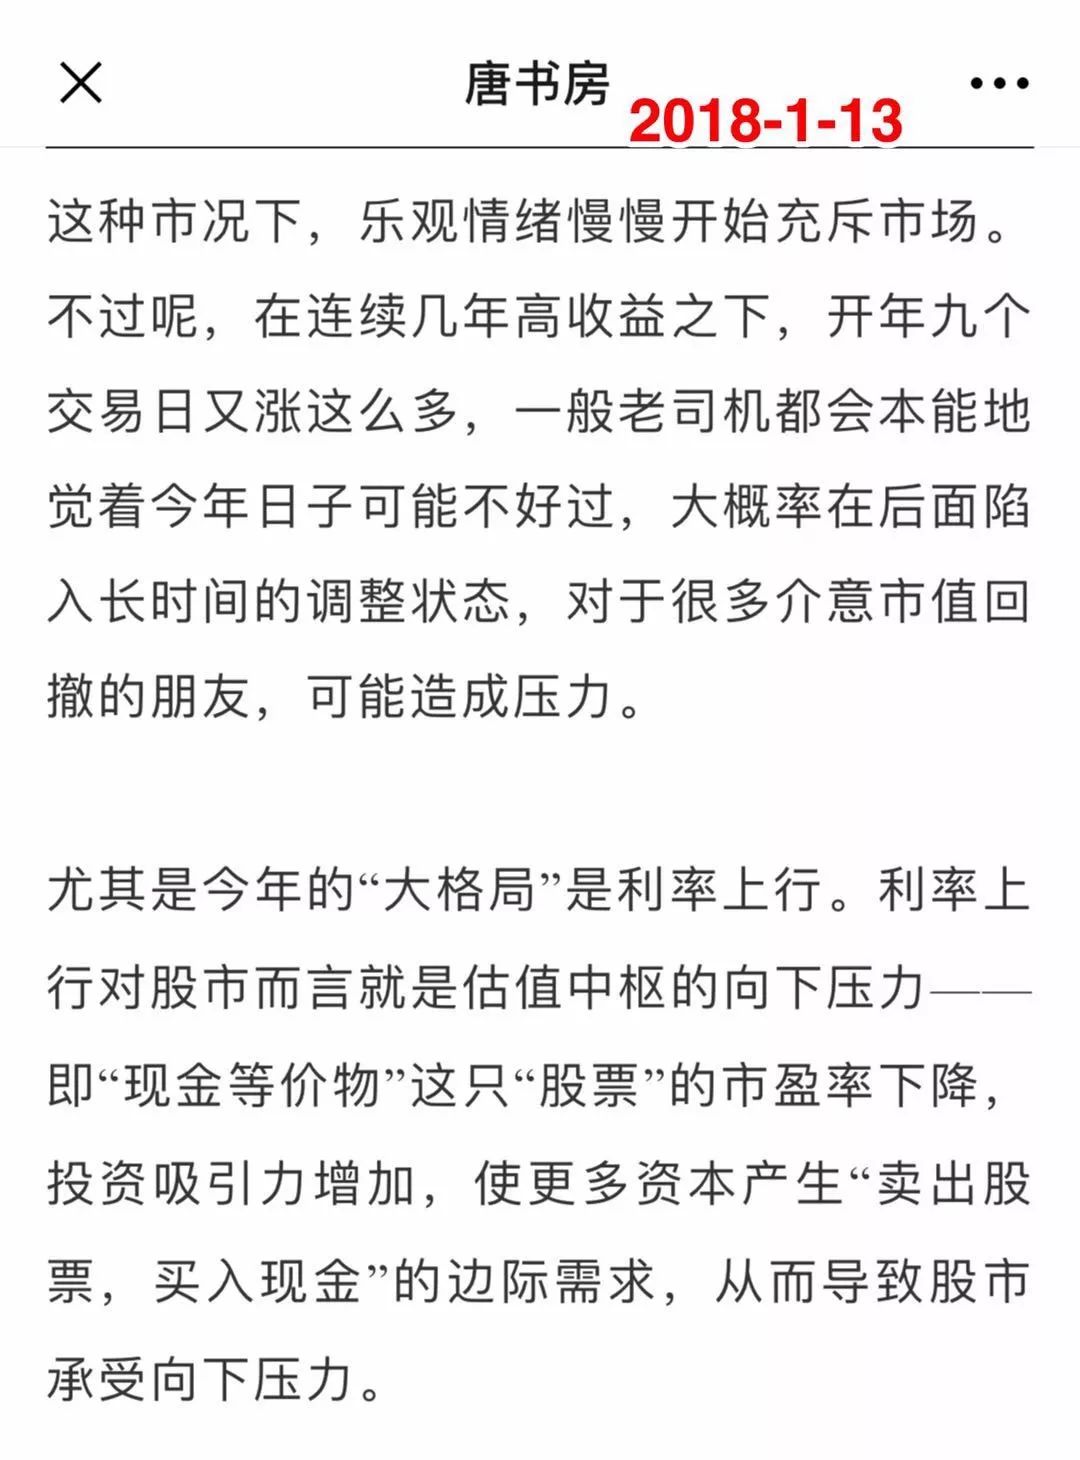 唐书房
2018-1-13
这种市况下，乐观情绪慢慢开始充斥市场。
不过呢，在连续几年高收益之下，开年九个
交易日又涨这么多，一般老司机都会本能地
觉着今年日子可能不好过，大概率在后面陷
入长时间的调整状态，对于很多介意市值回
撤的朋友，可能造成压力。
尤其是今年的“大格局”是利率上行。利率上
行对股市而言就是估值中枢的向下压力——
即“现金等价物”这只“股票”的市盈率下降，
投资吸引力增加，使更多资本产生“卖出股
票，买入现金”的边际需求，从而导致股市
承受向下压力。